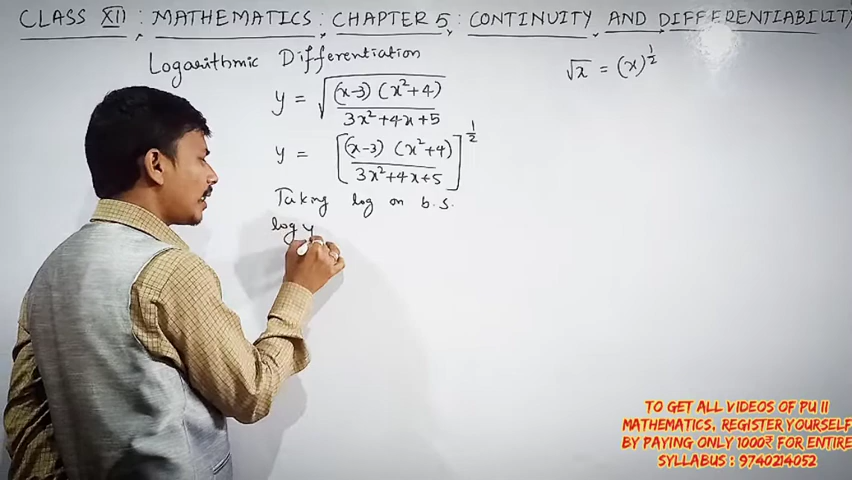 CLASS XII : MATHEMATICS : CHAPTER 5 : CONTINUITY AND DIFFERENTIABILITY
Logarithmic Differentiation
√x = (x)^(1/2)
y = √((x-3) (x²+4) / (3x²+4x+5))
y = [(x-3) (x²+4) / (3x²+4x+5)]^(1/2)
Taking log on b.s.
log y
TO GET ALL VIDEOS OF PU II
MATHEMATICS, REGISTER YOURSELF
BY PAYING ONLY 1000₹ FOR ENTIRE
SYLLABUS : 9740214052